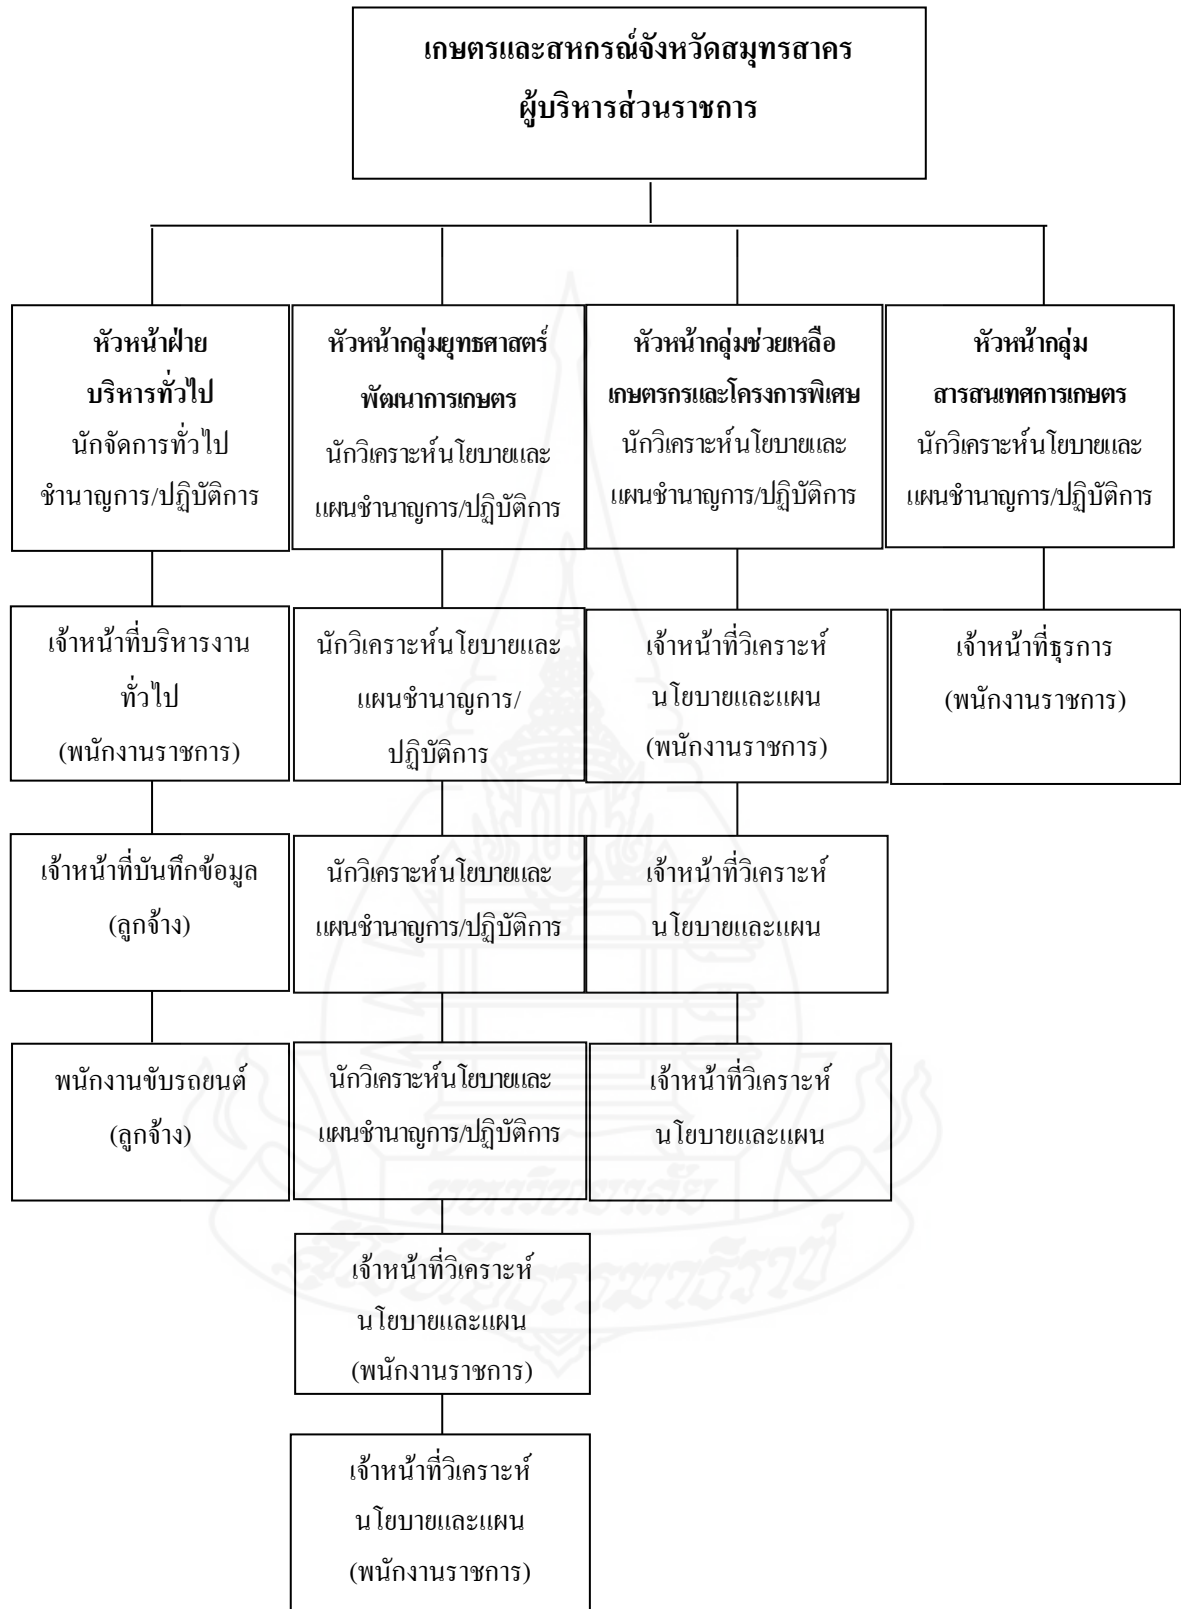 เกษตรและสหกรณ์จังหวัดสมุทรสาคร
ผู้บริหารส่วนราชการ
หัวหน้าฝ่าย
บริหารทั่วไป
นักจัดการทั่วไป
ชำนาญการ/ปฏิบัติการ
หัวหน้ากลุ่มยุทธศาสตร์
พัฒนาการเกษตร
นักวิเคราะห์นโยบายและ
แผนชำนาญการ/ปฏิบัติการ
หัวหน้ากลุ่มช่วยเหลือ
เกษตรกรและโครงการพิเศษ
นักวิเคราะห์นโยบายและ
แผนชำนาญการ/ปฏิบัติการ
หัวหน้ากลุ่ม
สารสนเทศการเกษตร
นักวิเคราะห์นโยบายและ
แผนชำนาญการ/ปฏิบัติการ
เจ้าหน้าที่บริหารงาน
ทั่วไป
(พนักงานราชการ)
นักวิเคราะห์นโยบายและ
แผนชำนาญการ/
ปฏิบัติการ
เจ้าหน้าที่วิเคราะห์
นโยบายและแผน
(พนักงานราชการ)
เจ้าหน้าที่ธุรการ
(พนักงานราชการ)
เจ้าหน้าที่บันทึกข้อมูล
(ลูกจ้าง)
นักวิเคราะห์นโยบายและ
แผนชำนาญการ/ปฏิบัติการ
เจ้าหน้าที่วิเคราะห์
นโยบายและแผน
พนักงานขับรถยนต์
(ลูกจ้าง)
นักวิเคราะห์นโยบายและ
แผนชำนาญการ/ปฏิบัติการ
เจ้าหน้าที่วิเคราะห์
นโยบายและแผน
มหาวิทยาลัย
สุโขทัยธรรมาธิราช
เจ้าหน้าที่วิเคราะห์
นโยบายและแผน
(พนักงานราชการ)
เจ้าหน้าที่วิเคราะห์
นโยบายและแผน
(พนักงานราชการ)